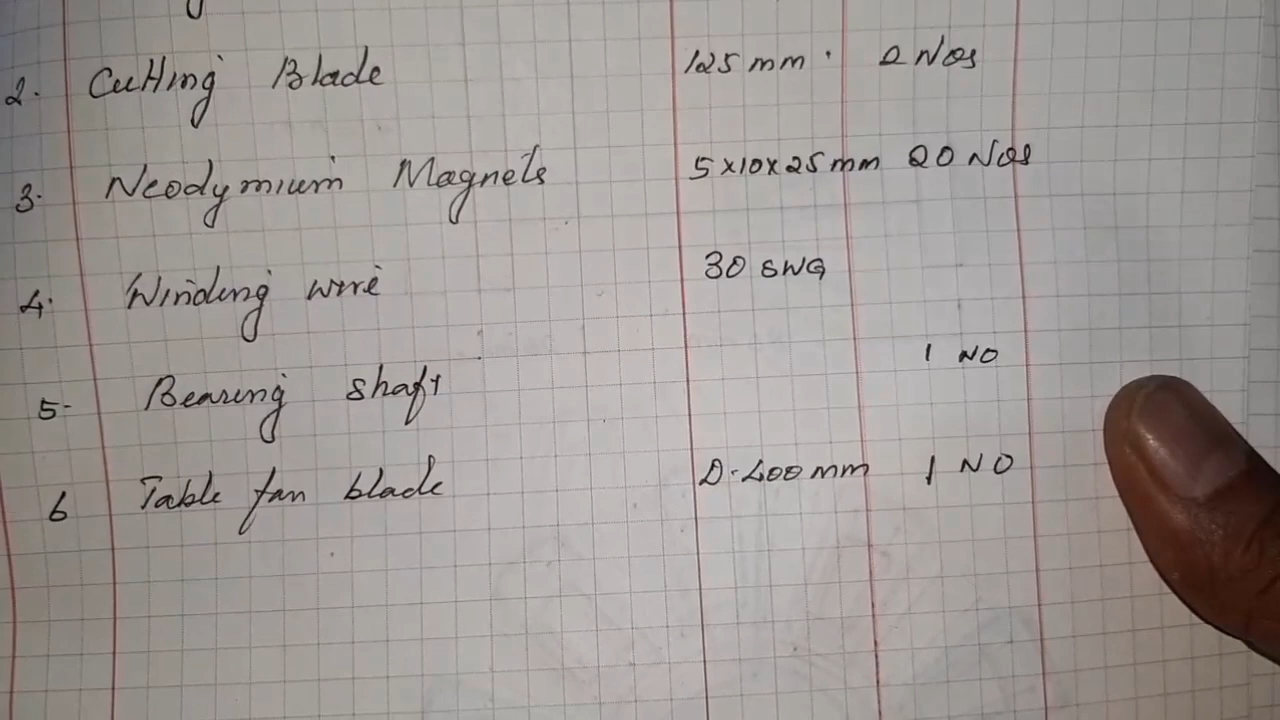 2. Cutting Blade 125 mm. 2 Nos
3. Neodymium Magnets 5x10x25 mm 20 Nos
4. Winding wire 30 SWG
5. Bearing shaft 1 NO
6 Table fan blade D. 400 mm 1 NO